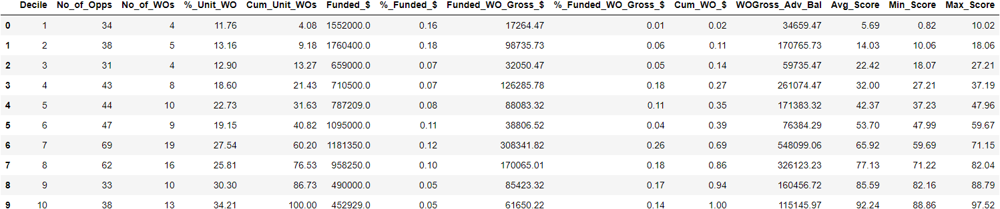 Decile No_of_Opps No_of_WOs %_Unit_WO Cum_Unit_WOs Funded_$ %_Funded_$ Funded_WO_Gross_$ %_Funded_WO_Gross_$ Cum_WO_$ WOGross_Adv_Bal Avg_Score Min_Score Max_Score
0 1 34 4 11.76 4.08 1552000.0 0.16 17264.47 0.01 0.02 34659.47 5.69 0.82 10.02
1 2 38 5 13.16 9.18 1760400.0 0.18 98735.73 0.06 0.11 170765.73 14.03 10.06 18.06
2 3 31 4 12.90 13.27 659000.0 0.07 32050.47 0.05 0.14 59735.47 22.42 18.07 27.21
3 4 43 8 18.60 21.43 710500.0 0.07 126285.78 0.18 0.27 261074.47 32.00 27.21 37.19
4 5 44 10 22.73 31.63 787209.0 0.08 88083.32 0.11 0.35 171383.32 42.37 37.23 47.96
5 6 47 9 19.15 40.82 1095000.0 0.11 38806.52 0.04 0.39 76384.29 53.70 47.99 59.67
6 7 69 19 27.54 60.20 1181350.0 0.12 308341.82 0.26 0.69 548099.06 65.92 59.69 71.15
7 8 62 16 25.81 76.53 958250.0 0.10 170065.01 0.18 0.86 326123.23 77.13 71.22 82.04
8 9 33 10 30.30 86.73 490000.0 0.05 85423.32 0.17 0.94 160456.72 85.59 82.16 88.79
9 10 38 13 34.21 100.00 452929.0 0.05 61650.22 0.14 1.00 115145.97 92.24 88.86 97.52